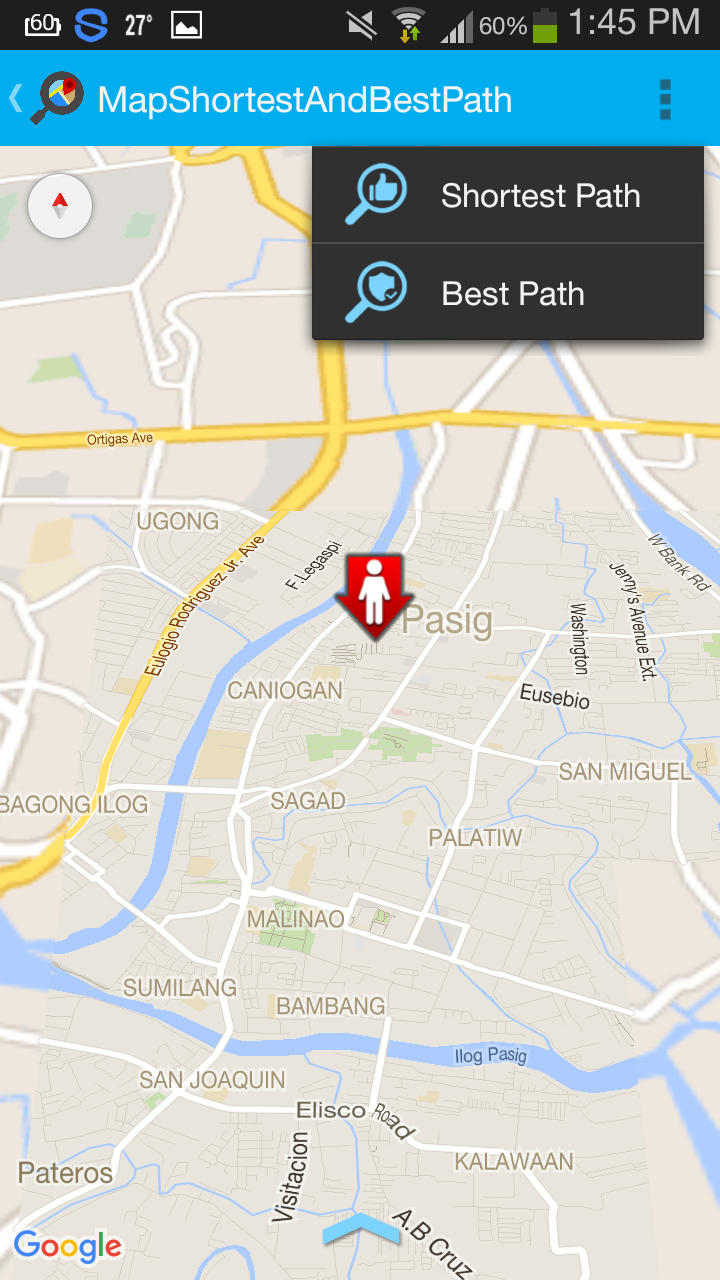 60 27° 60% 1:45 PM
MapShortestAndBestPath
Shortest Path
Best Path
Ortigas Ave
UGONG
Eulogio Rodriguez Jr. Ave
F.Legaspi
W Bank Rd
Jenny's Avenue Ext.
Washington
Pasig
CANIOGAN
Eusebio
SAN MIGUEL
BAGONG ILOG
SAGAD
PALATIW
MALINAO
SUMILANG
BAMBANG
Ilog Pasig
SAN JOAQUIN
Elisco Road
KALAWAAN
Pateros
Visitacion
A.B Cruz
Google